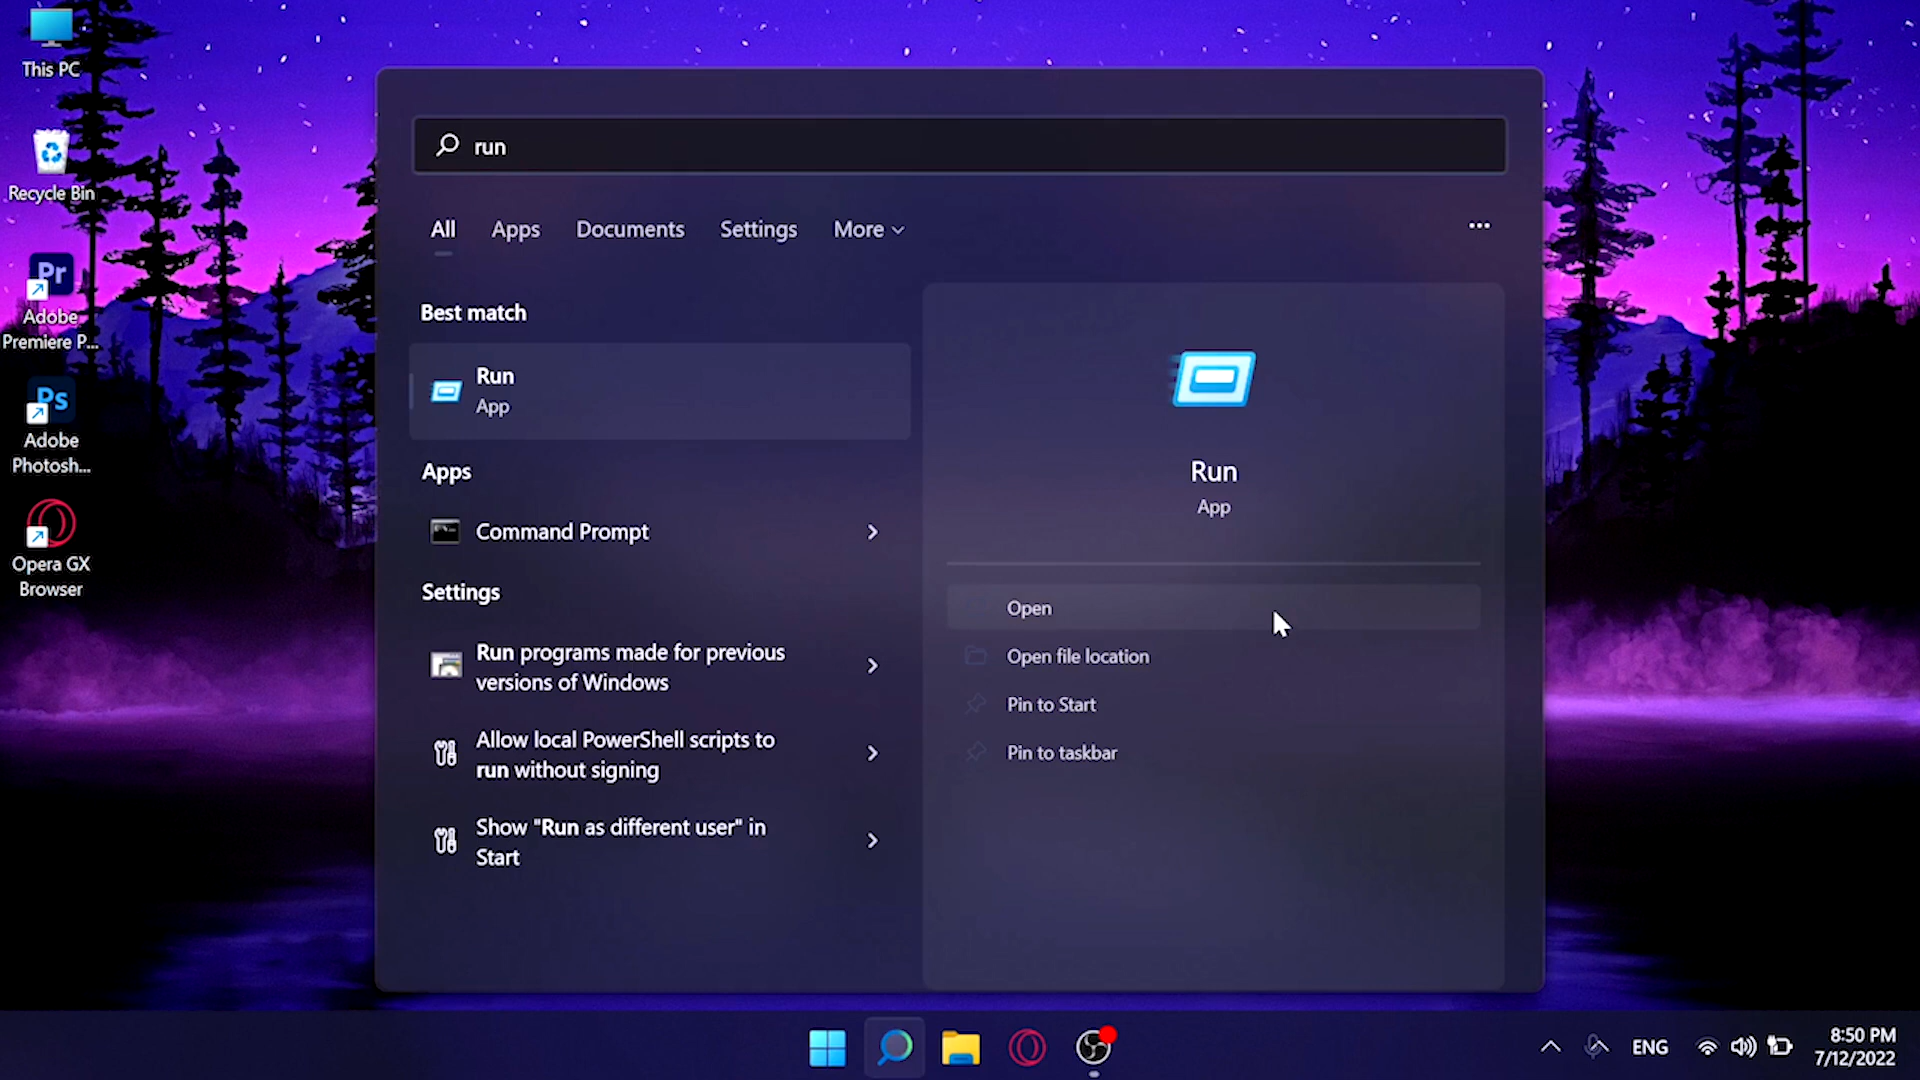 This PC
Recycle Bin
Pr
Adobe
Premiere P...
Ps
Adobe
Photosh...
Opera GX
Browser
run
All Apps Documents Settings More
...
Best match
Run
App
Apps
Command Prompt
Settings
Run programs made for previous
versions of Windows
Allow local PowerShell scripts to
run without signing
Show "Run as different user" in
Start
Run
App
Open
Open file location
Pin to Start
Pin to taskbar
ENG
8:50 PM
7/12/2022